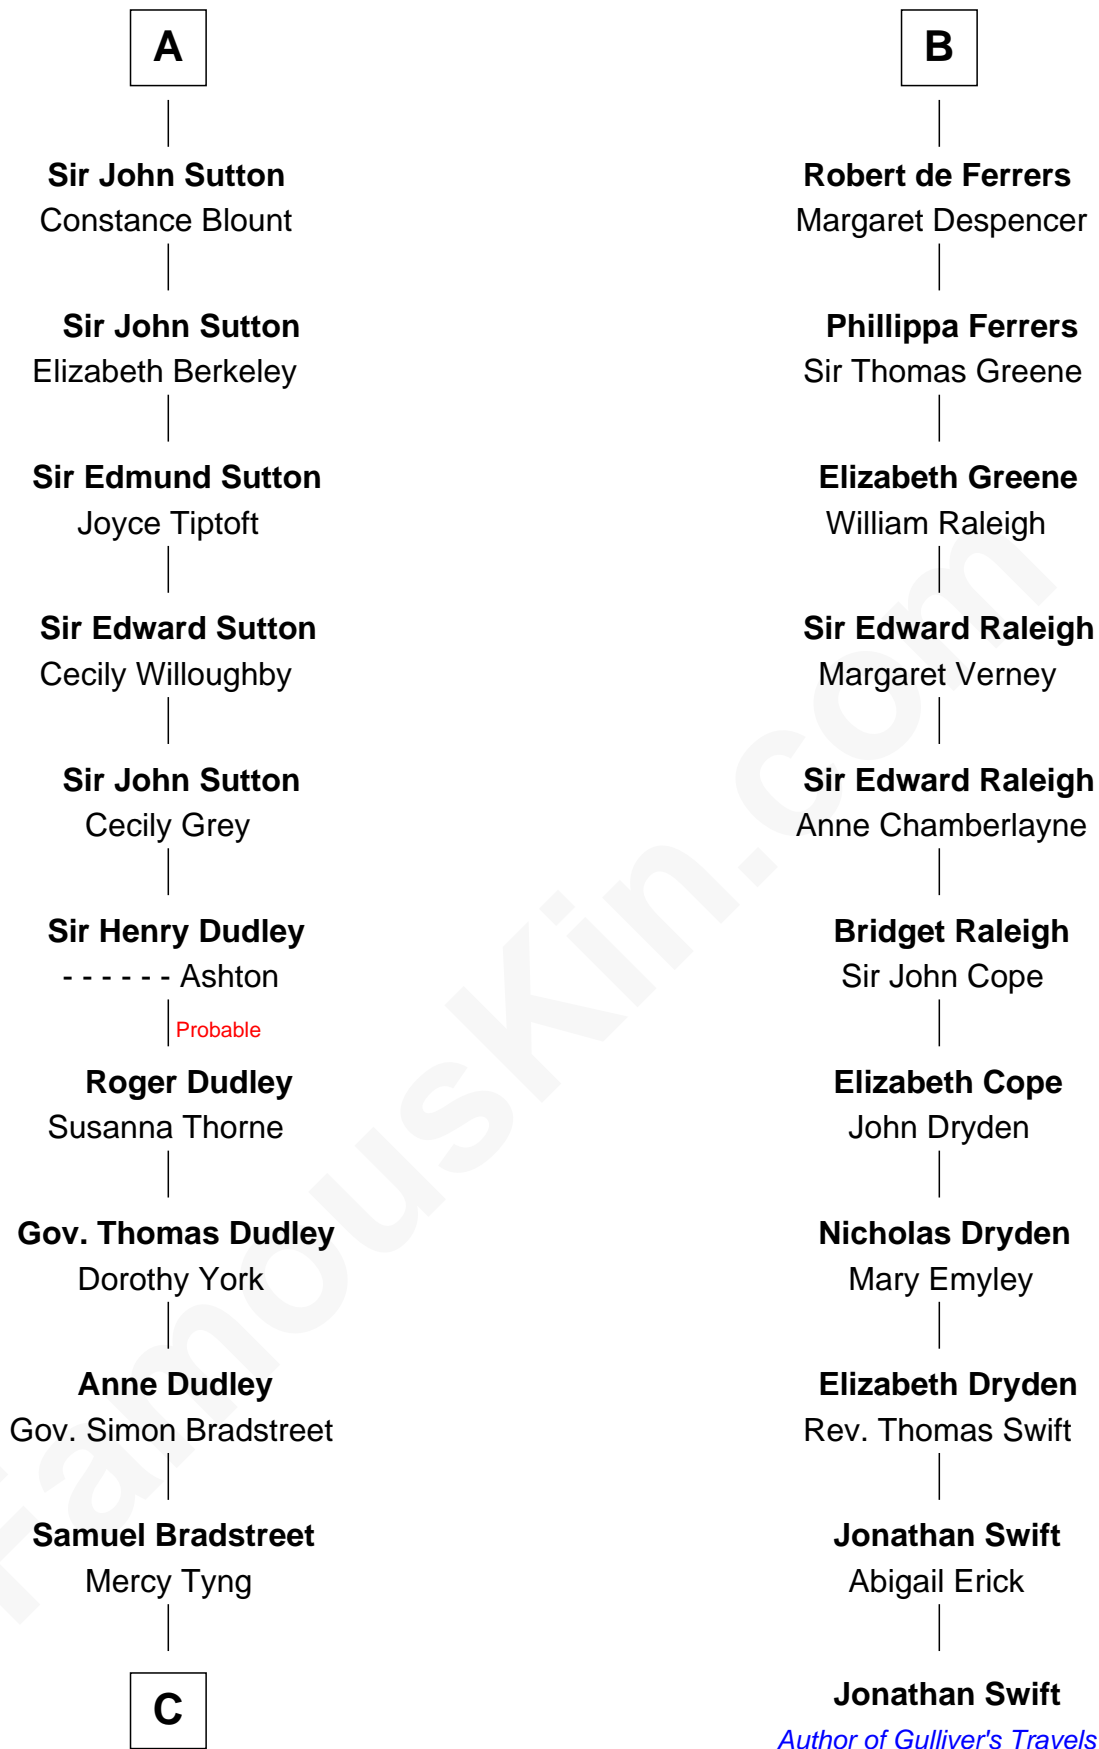 A
Sir John Sutton
Constance Blount
Sir John Sutton
Elizabeth Berkeley
Sir Edmund Sutton
Joyce Tiptoft
Sir Edward Sutton
Cecily Willoughby
Sir John Sutton
Cecily Grey
Sir Henry Dudley
- - - - - - Ashton
Probable
Roger Dudley
Susanna Thorne
Gov. Thomas Dudley
Dorothy York
Anne Dudley
Gov. Simon Bradstreet
Samuel Bradstreet
Mercy Tyng
C
B
Robert de Ferrers
Margaret Despencer
Phillippa Ferrers
Sir Thomas Greene
Elizabeth Greene
William Raleigh
Sir Edward Raleigh
Margaret Verney
Sir Edward Raleigh
Anne Chamberlayne
Bridget Raleigh
Sir John Cope
Elizabeth Cope
John Dryden
Nicholas Dryden
Mary Emyley
Elizabeth Dryden
Rev. Thomas Swift
Jonathan Swift
Abigail Erick
Jonathan Swift
Author of Gulliver's Travels
FamousKin.com